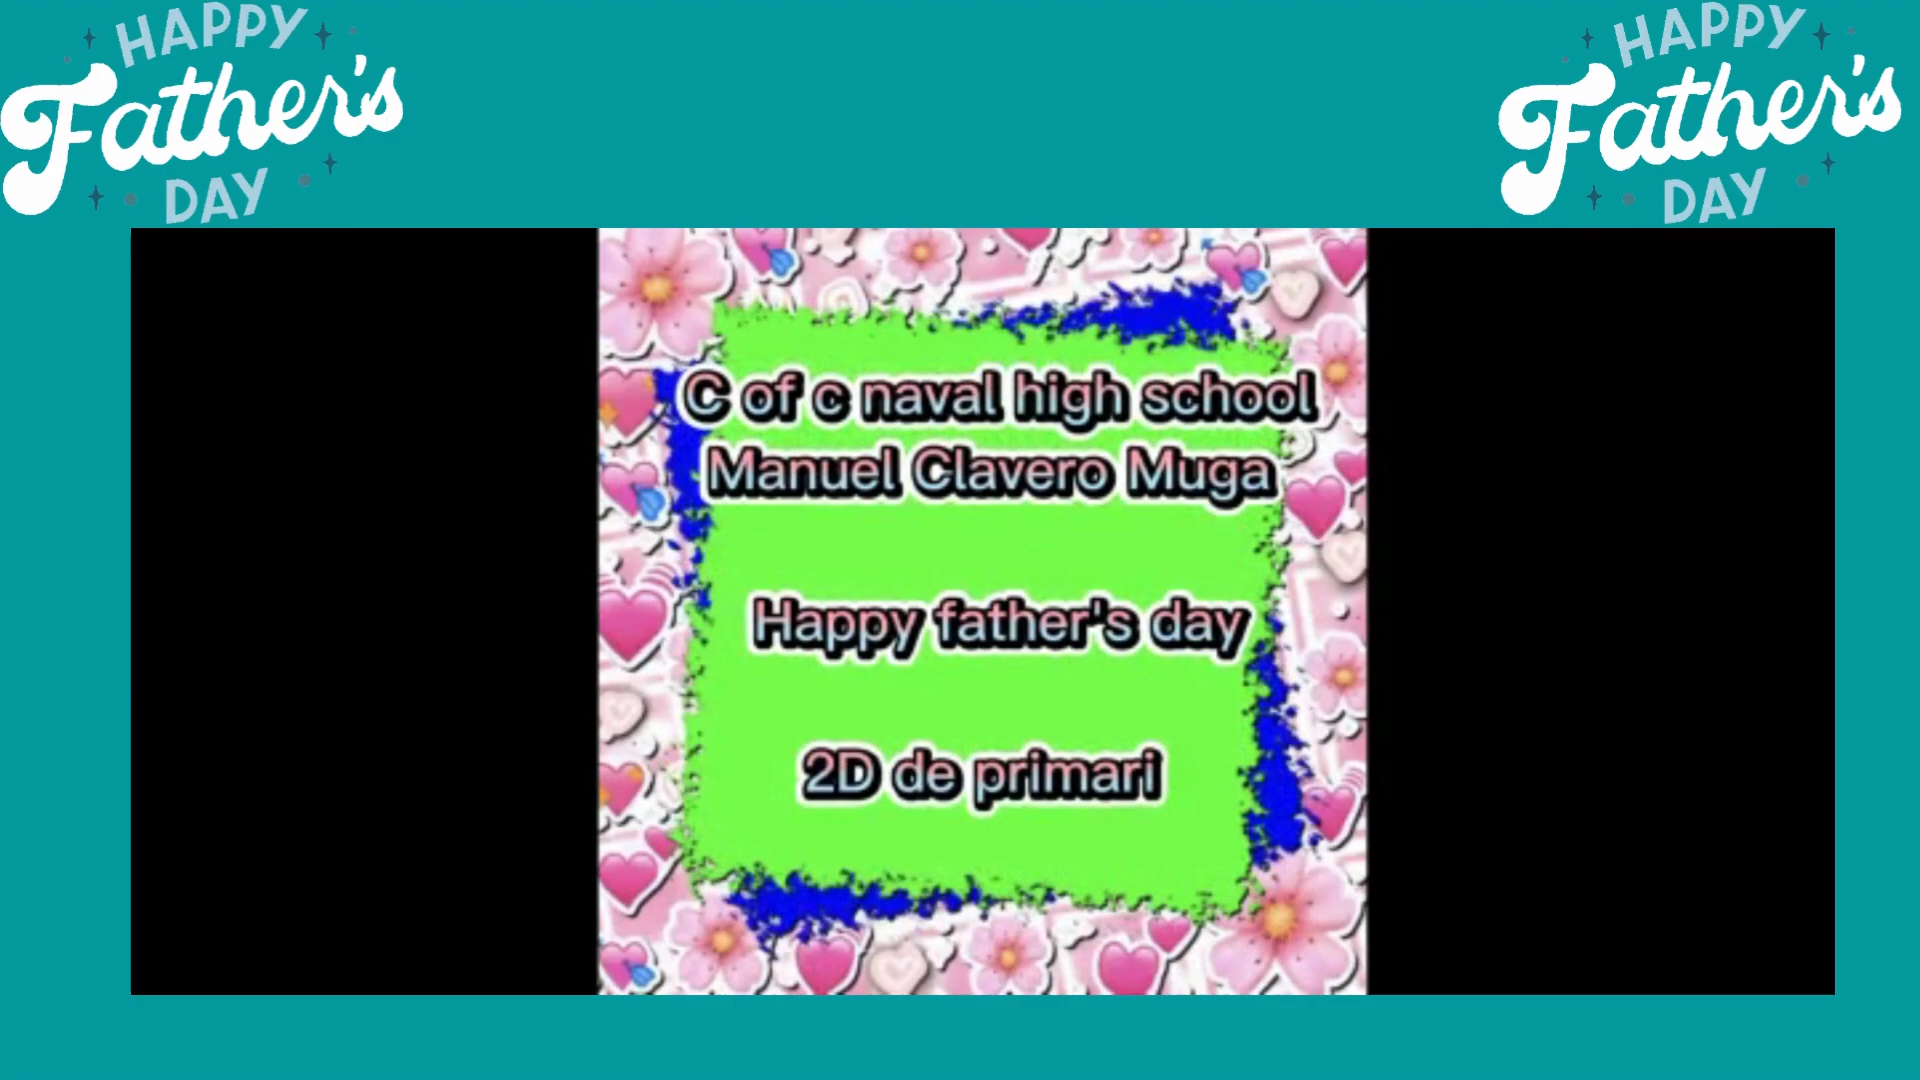 HAPPY
Father's
DAY
HAPPY
Father's
DAY
C of c naval high school
Manuel Clavero Muga
Happy father's day
2D de primari